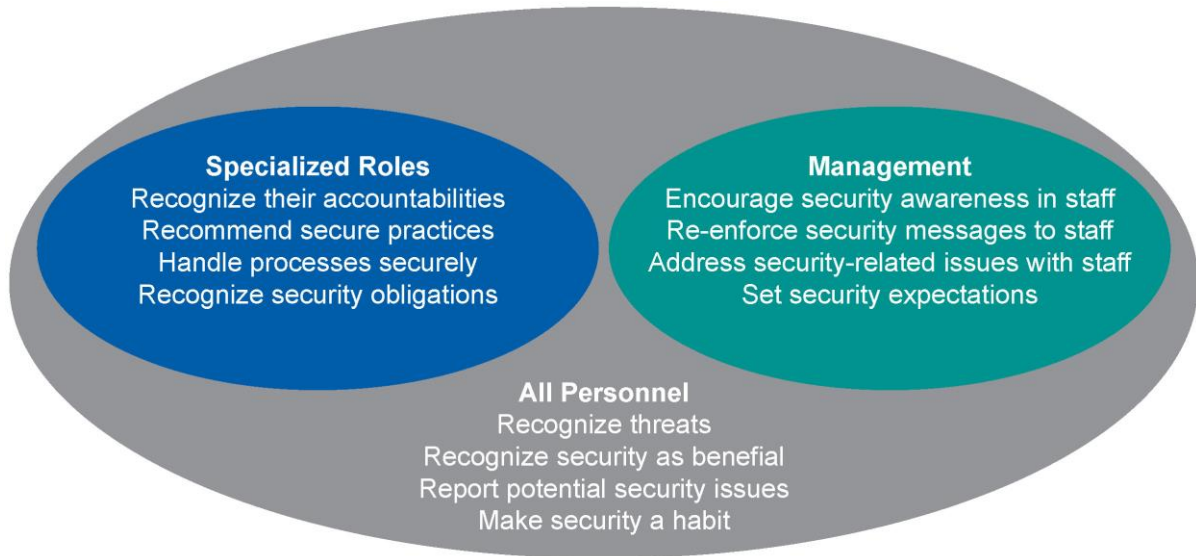 Specialized Roles
Recognize their accountabilities
Recommend secure practices
Handle processes securely
Recognize security obligations
Management
Encourage security awareness in staff
Re-enforce security messages to staff
Address security-related issues with staff
Set security expectations
All Personnel
Recognize threats
Recognize security as benefial
Report potential security issues
Make security a habit